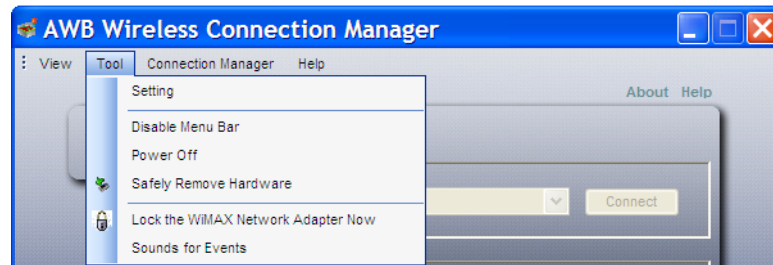 AWB Wireless Connection Manager
View Tool Connection Manager Help
About Help
Setting
Disable Menu Bar
Power Off
Safely Remove Hardware
Connect
Lock the WiMAX Network Adapter Now
Sounds for Events